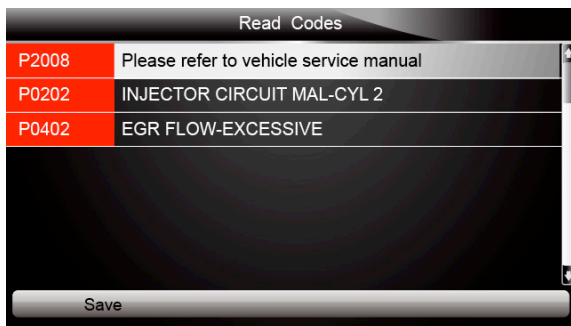 Read Codes
P2008 Please refer to vehicle service manual
P0202 INJECTOR CIRCUIT MAL-CYL 2
P0402 EGR FLOW-EXCESSIVE
Save